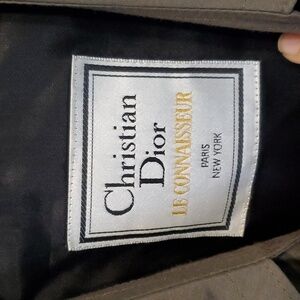 Christian
Dior
LE CONNAISSEUR
PARIS
NEW YORK